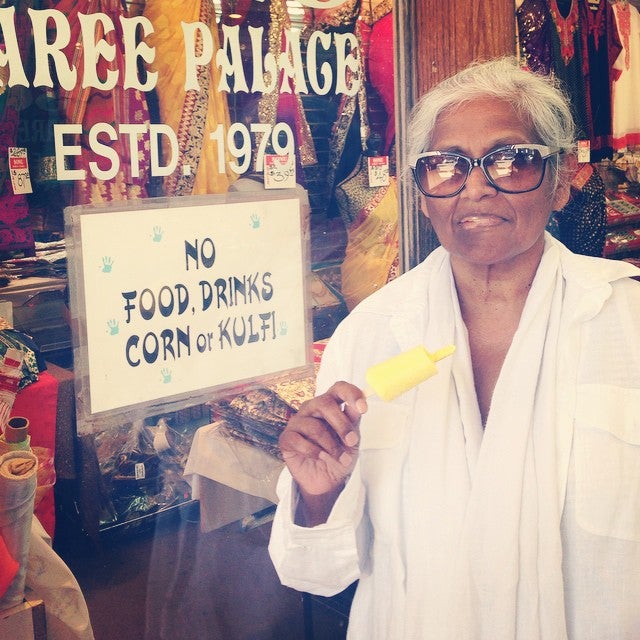 AREE PALACE
ESTD. 1979
NO
FOOD, DRINKS
CORN or KULFI